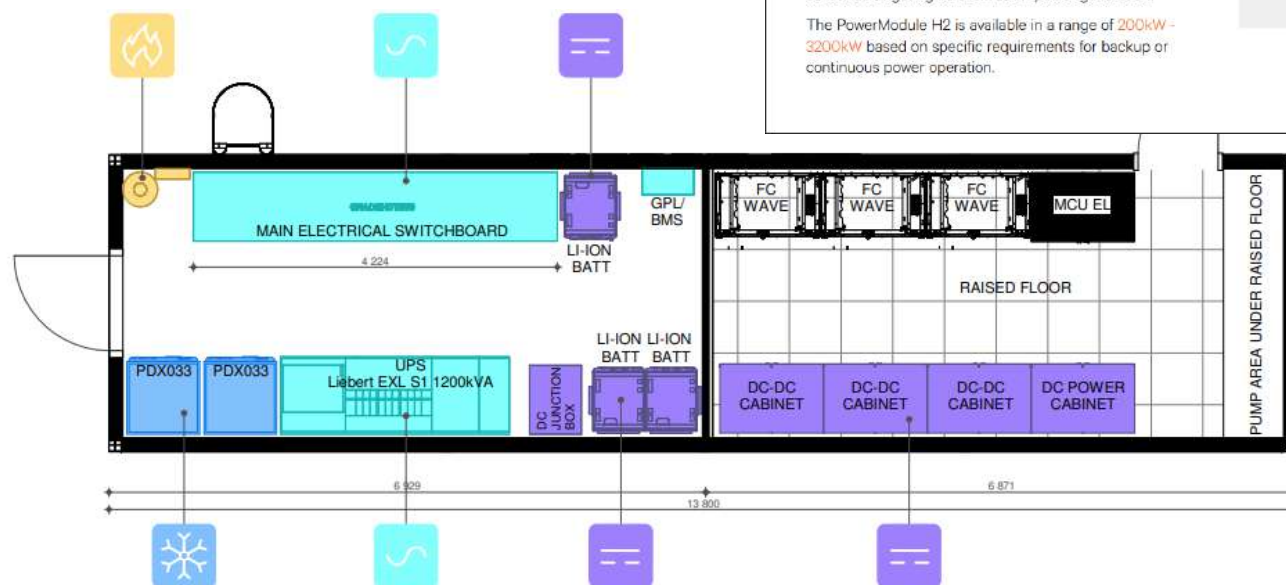 The PowerModule H2 is available in a range of 200kW -
3200kW based on specific requirements for backup or
continuous power operation.
MAIN ELECTRICAL SWITCHBOARD
4 224
LI-ION
BATT
GPL/
BMS
FC
WAVE
FC
WAVE
FC
WAVE
MCU EL
RAISED FLOOR
PUMP AREA UNDER RAISED FLOOR
PDX033
PDX033
UPS
Liebert EXL S1 1200kVA
DC
JUNCTION
BOX
LI-ION
BATT
LI-ION
BATT
DC-DC
CABINET
DC-DC
CABINET
DC-DC
CABINET
DC POWER
CABINET
6 929
6 871
13 800